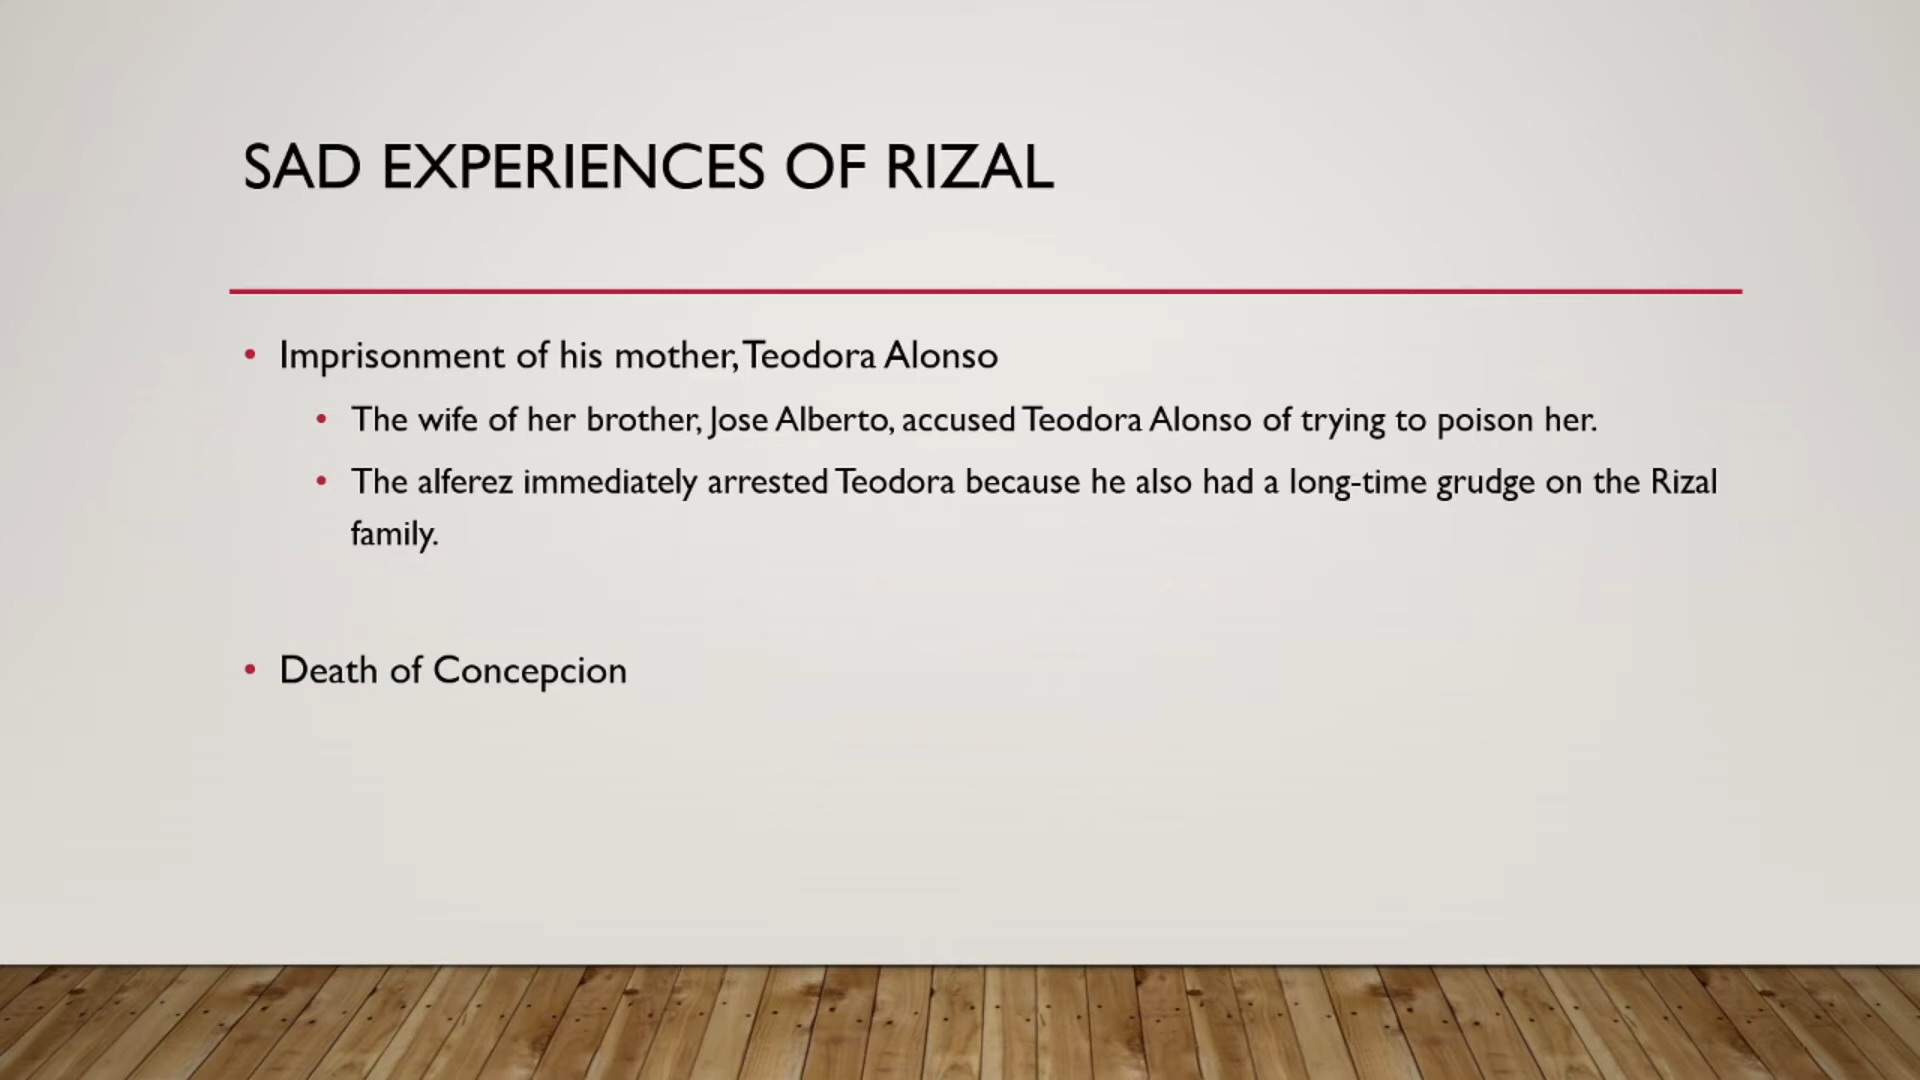 SAD EXPERIENCES OF RIZAL
• Imprisonment of his mother, Teodora Alonso
• The wife of her brother, Jose Alberto, accused Teodora Alonso of trying to poison her.
• The alferez immediately arrested Teodora because he also had a long-time grudge on the Rizal
family.
• Death of Concepcion